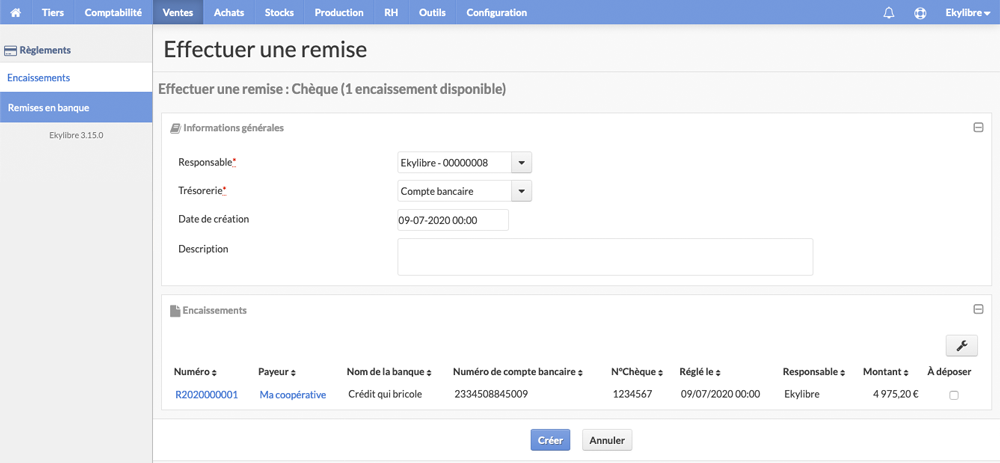 Tiers Comptabilité Ventes Achats Stocks Production RH Outils Configuration Ekylibre
Règlements
Encaissements
Remises en banque
Ekylibre 3.15.0
Effectuer une remise
Effectuer une remise : Chèque (1 encaissement disponible)
Informations générales
Responsable* Ekylibre - 00000008
Trésorerie* Compte bancaire
Date de création 09-07-2020 00:00
Description
Encaissements
Numéro Payeur Nom de la banque Numéro de compte bancaire N°Chèque Réglé le Responsable Montant À déposer
R2020000001 Ma coopérative Crédit qui bricole 2334508845009 1234567 09/07/2020 00:00 Ekylibre 4 975,20 €
Créer Annuler